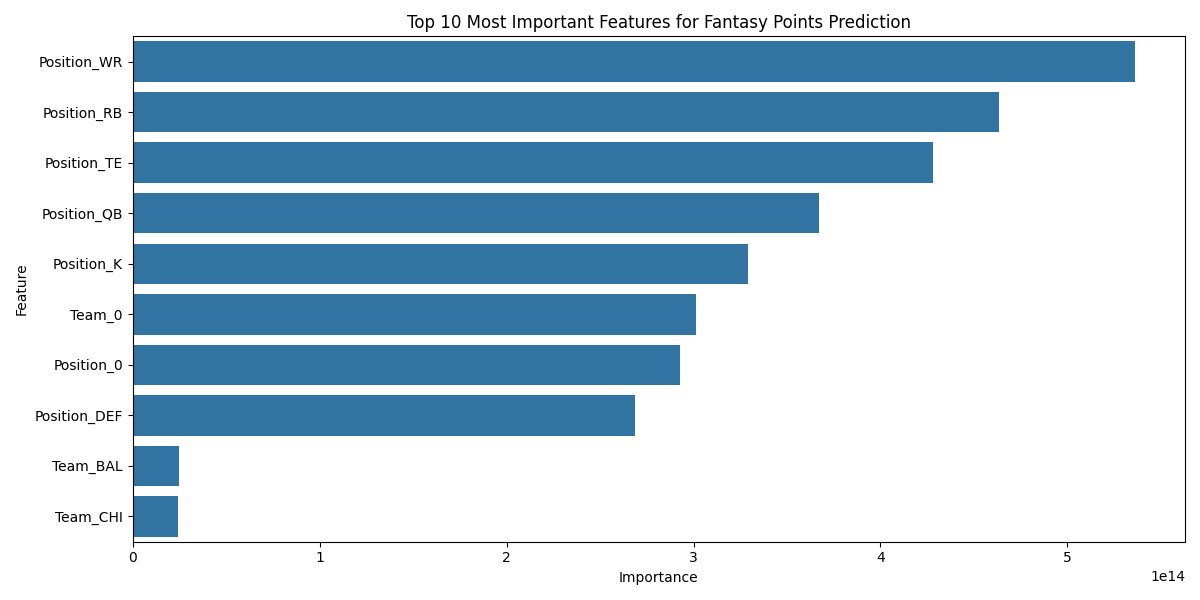 Top 10 Most Important Features for Fantasy Points Prediction
Feature
Position_WR
Position_RB
Position_TE
Position_QB
Position_K
Team_0
Position_0
Position_DEF
Team_BAL
Team_CHI
0 1 2 3 4 5
1e14
Importance